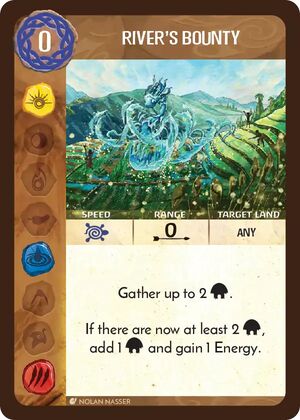 0
RIVER'S BOUNTY
SPEED RANGE TARGET LAND
0 ANY
Gather up to 2 .
If there are now at least 2 ,
add 1 and gain 1 Energy.
NOLAN NASSER